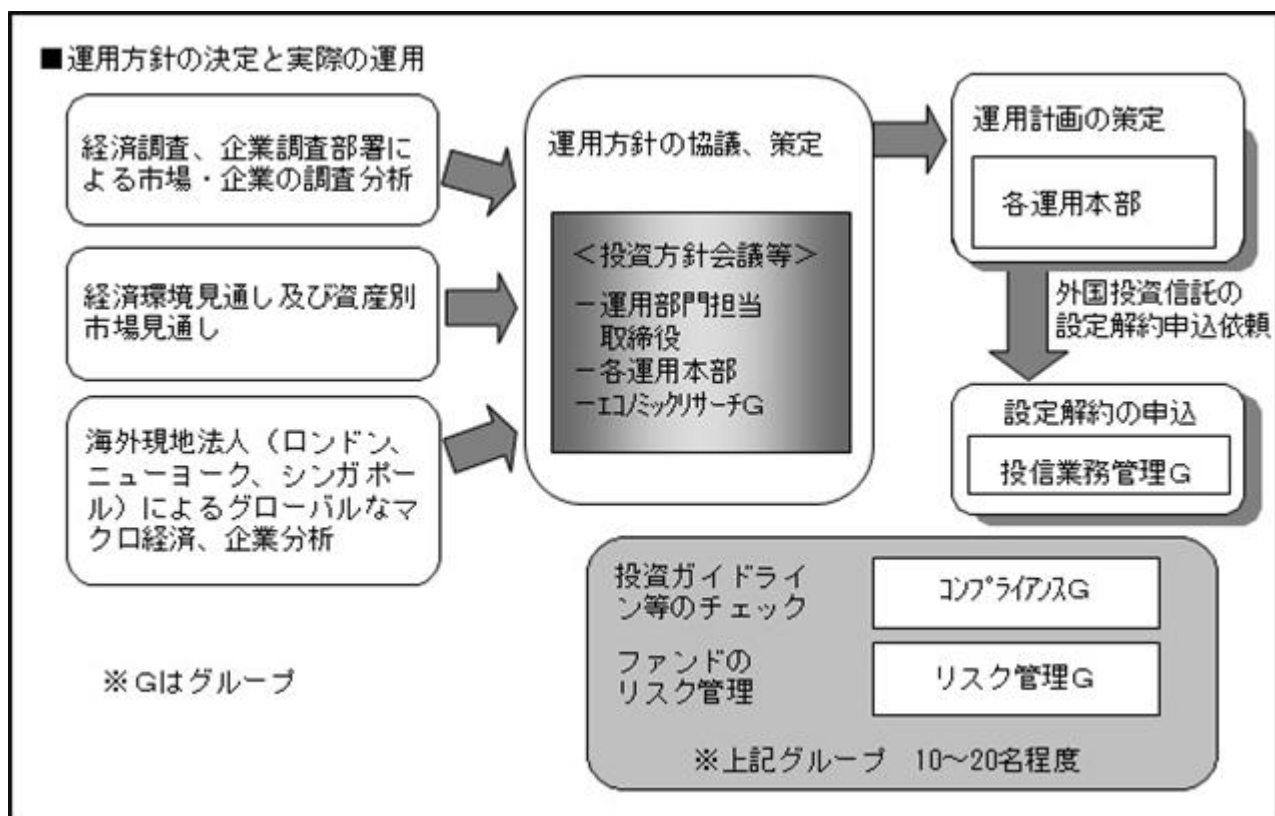 ■運用方針の決定と実際の運用
経済調査、企業調査部署に
よる市場・企業の調査分析
経済環境見通し及び資産別
市場見通し
海外現地法人（ロンドン、
ニューヨーク、シンガポー
ル）によるグローバルなマ
クロ経済、企業分析
※Gはグループ
運用方針の協議、策定
＜投資方針会議等＞
－運用部門担当
取締役
－各運用本部
－ｴｺﾉﾐｯｸﾘｻｰﾁG
運用計画の策定
各運用本部
外国投資信託の
設定解約申込依頼
設定解約の申込
投信業務管理G
投資ガイドライ
ン等のチェック
ｺﾝﾌﾟﾗｲｱﾝｽG
ファンドの
リスク管理
リスク管理G
※上記グループ　10～20名程度